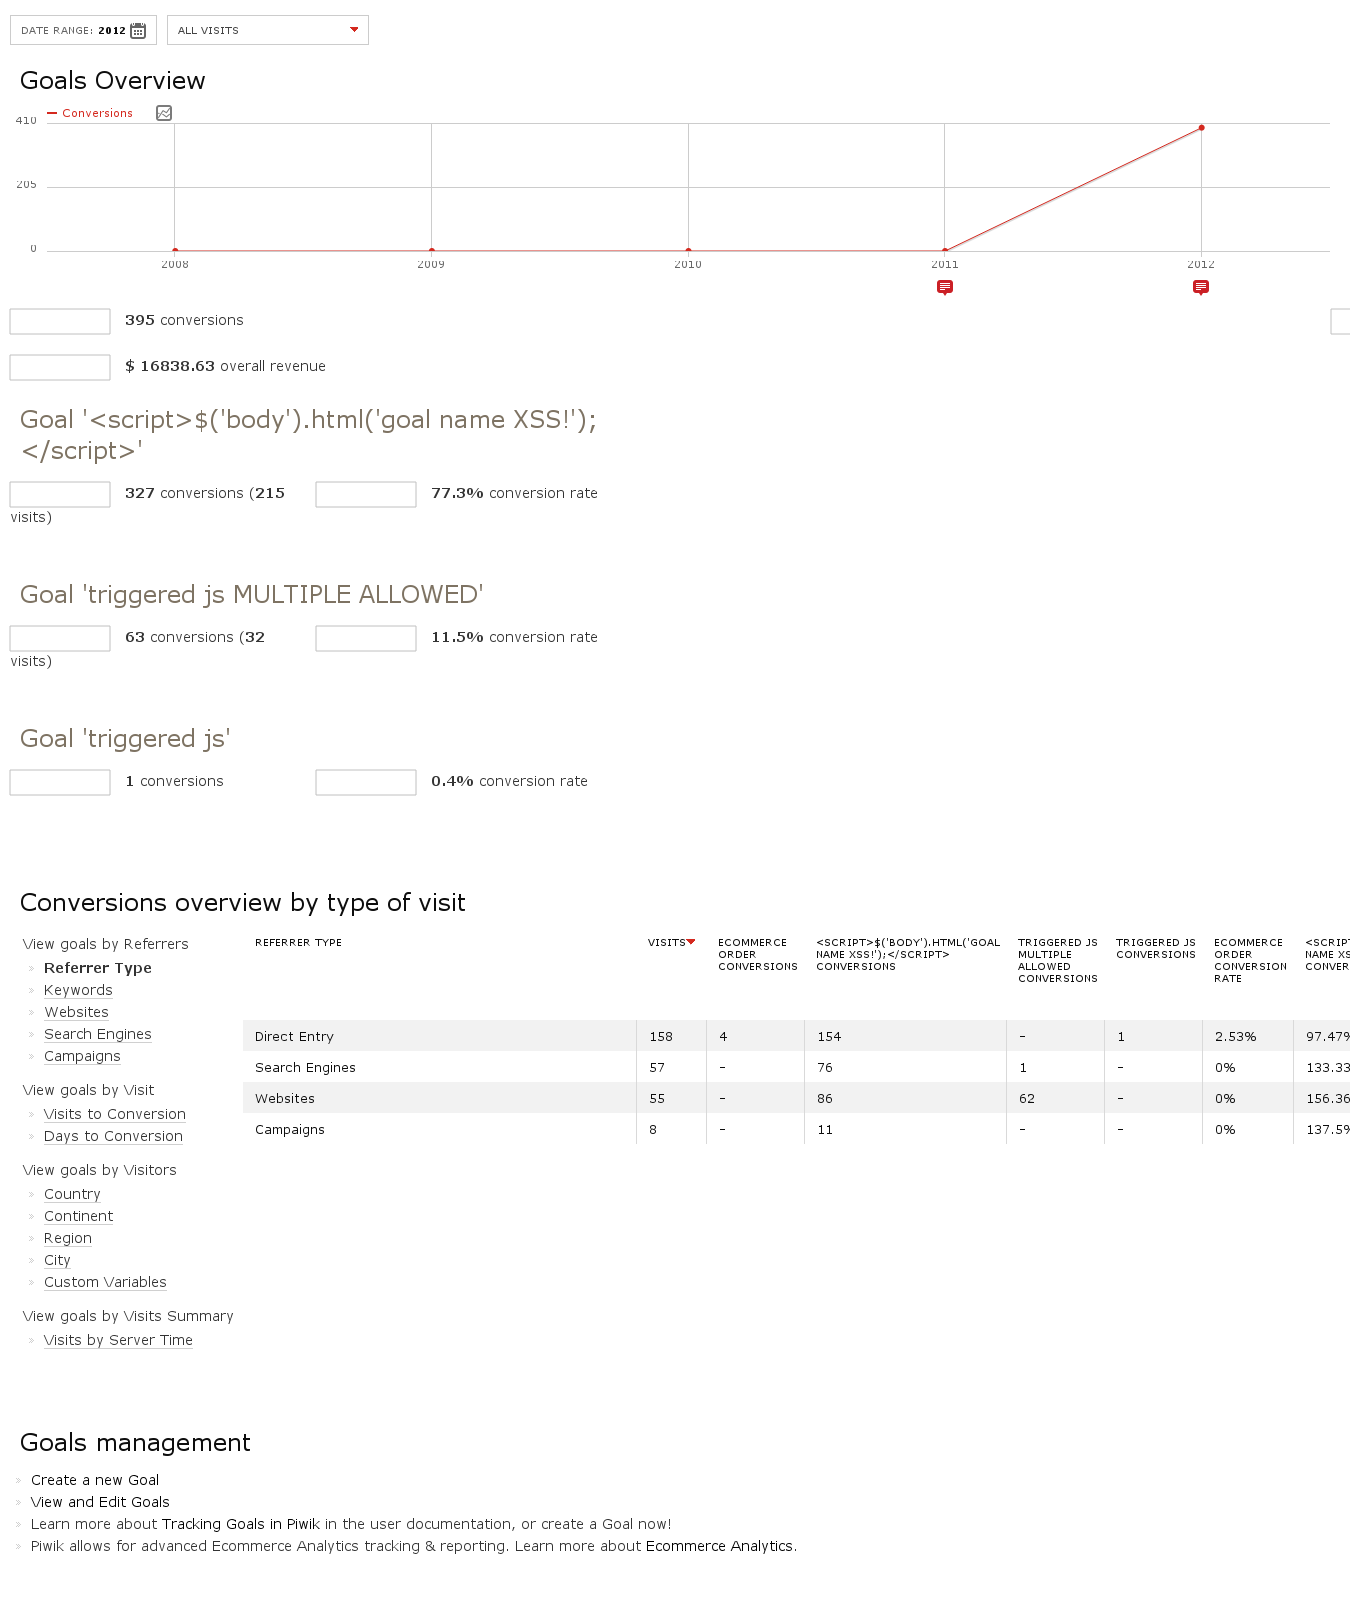 DATE RANGE: 2012
ALL VISITS
Goals Overview
Conversions
410
205
0
2008 2009 2010 2011 2012
395 conversions
$ 16838.63 overall revenue
Goal '<script>$('body').html('goal name XSS!');
</script>'
327 conversions (215 visits)
77.3% conversion rate
Goal 'triggered js MULTIPLE ALLOWED'
63 conversions (32 visits)
11.5% conversion rate
Goal 'triggered js'
1 conversions
0.4% conversion rate
Conversions overview by type of visit
View goals by Referrers
» Referrer Type
» Keywords
» Websites
» Search Engines
» Campaigns
View goals by Visit
» Visits to Conversion
» Days to Conversion
View goals by Visitors
» Country
» Continent
» Region
» City
» Custom Variables
View goals by Visits Summary
» Visits by Server Time
REFERRER TYPE
VISITS
ECOMMERCE
ORDER
CONVERSIONS
<SCRIPT>$('BODY').HTML('GOAL
NAME XSS!');</SCRIPT>
CONVERSIONS
TRIGGERED JS
MULTIPLE
ALLOWED
CONVERSIONS
TRIGGERED JS
CONVERSIONS
ECOMMERCE
ORDER
CONVERSION
RATE
<SCRIPT
NAME XS
CONVER
Direct Entry 158 4 154 - 1 2.53% 97.47%
Search Engines 57 - 76 1 - 0% 133.33
Websites 55 - 86 62 - 0% 156.36
Campaigns 8 - 11 - - 0% 137.5%
Goals management
» Create a new Goal
» View and Edit Goals
» Learn more about Tracking Goals in Piwik in the user documentation, or create a Goal now!
» Piwik allows for advanced Ecommerce Analytics tracking & reporting. Learn more about Ecommerce Analytics.